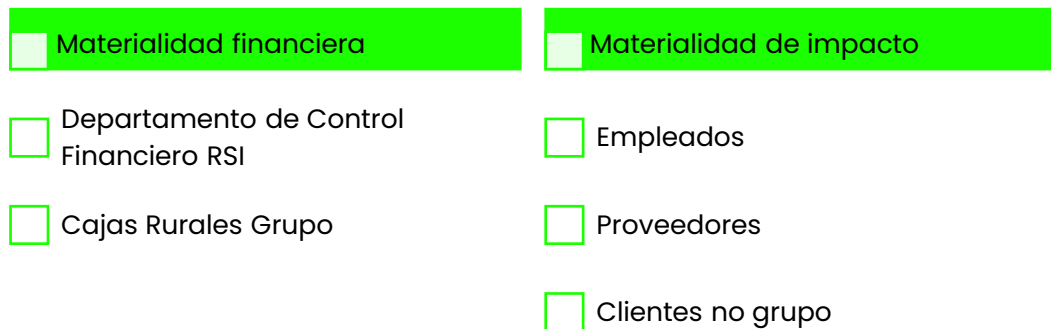 Materialidad financiera
Departamento de Control
Financiero RSI
Cajas Rurales Grupo
Materialidad de impacto
Empleados
Proveedores
Clientes no grupo